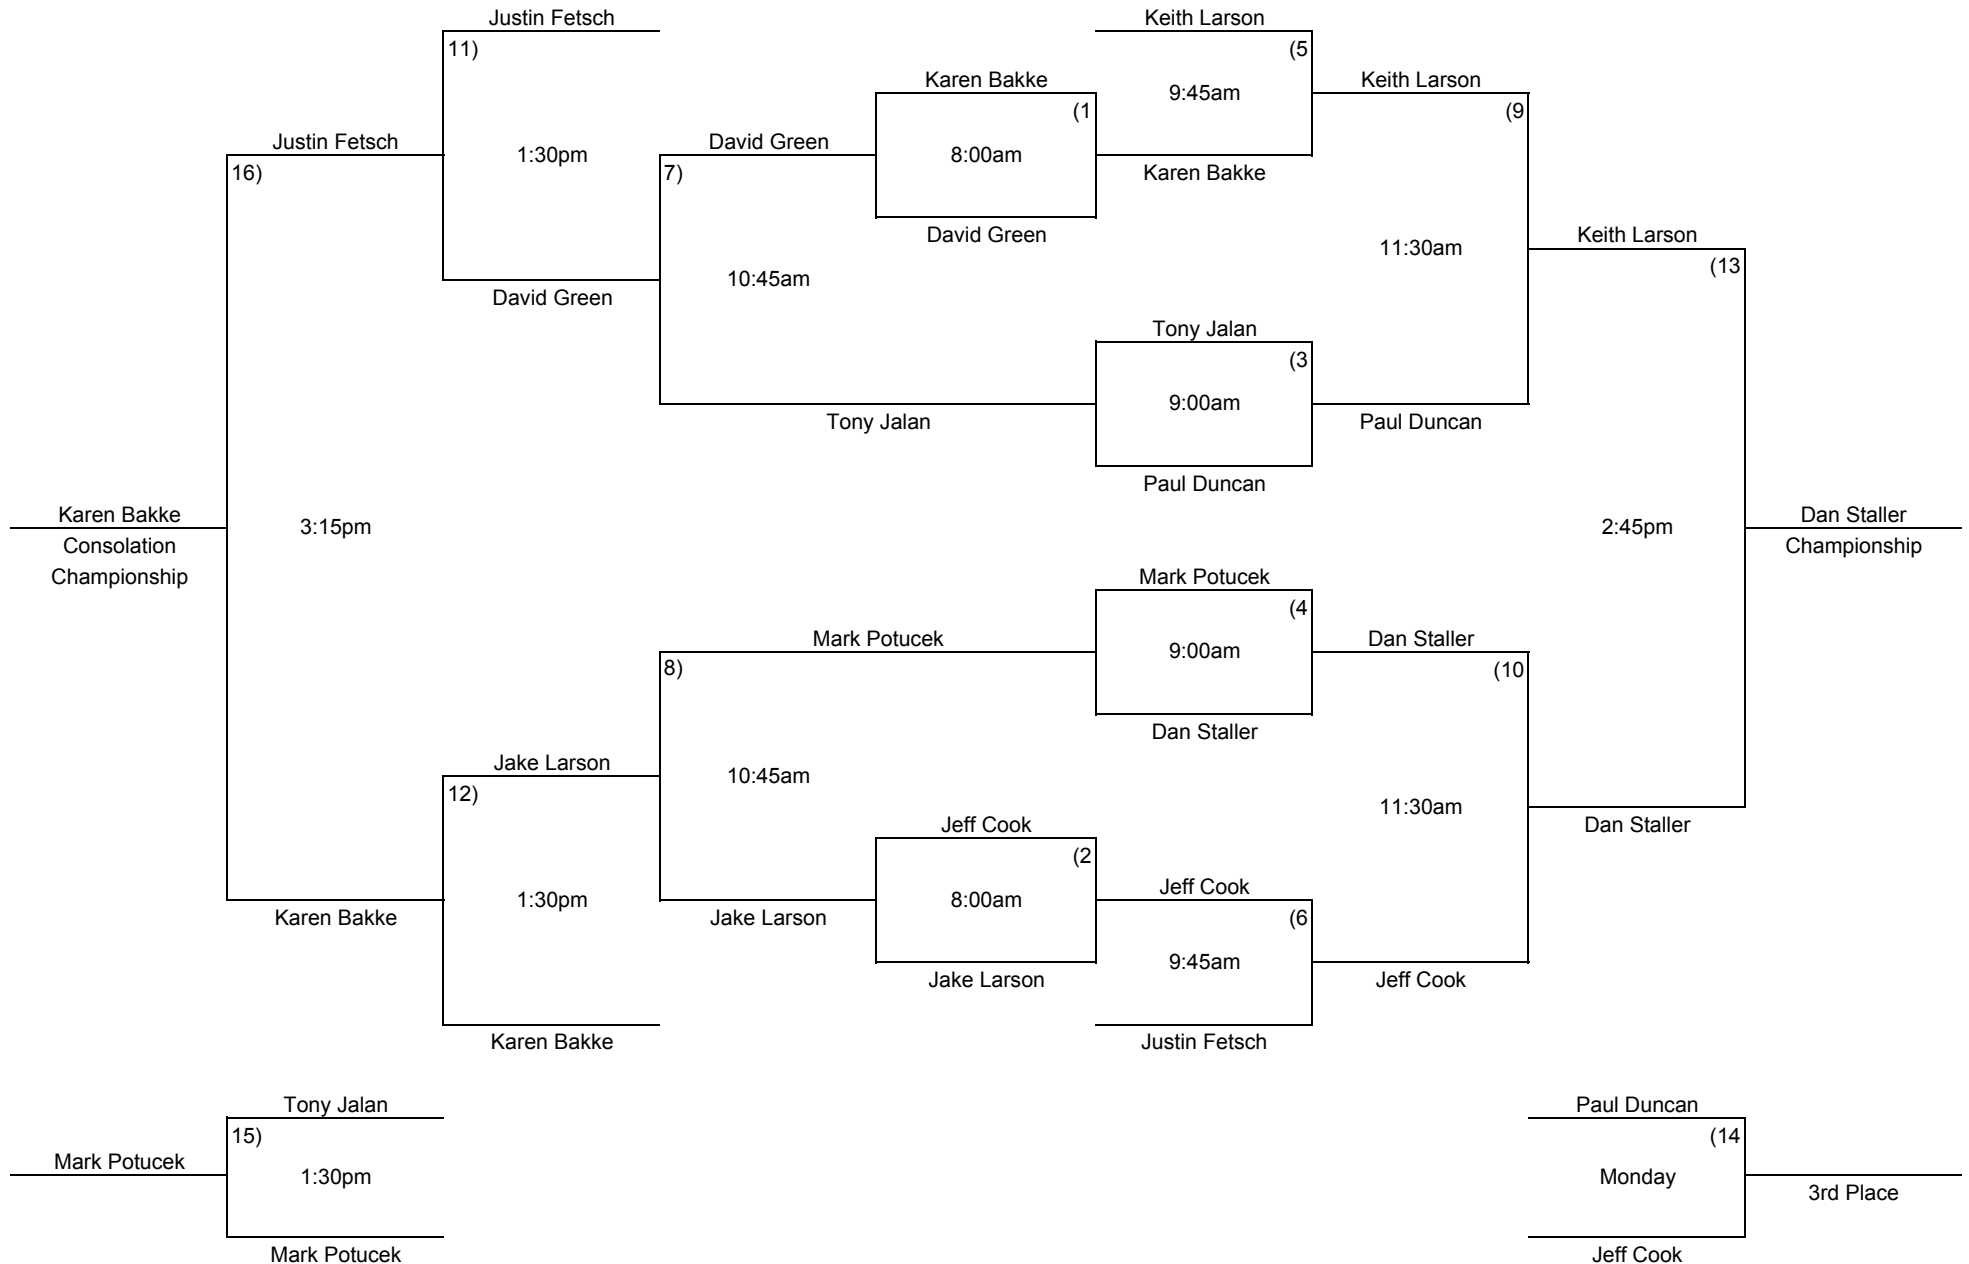 Justin Fetsch
Keith Larson
11)
(5
Karen Bakke
9:45am
Keith Larson
(1
(9
Justin Fetsch
1:30pm
David Green
8:00am
16)
7)
Karen Bakke
David Green
Keith Larson
11:30am
(13
10:45am
David Green
Tony Jalan
(3
9:00am
Tony Jalan
Paul Duncan
Paul Duncan
Karen Bakke
3:15pm
2:45pm
Dan Staller
Consolation
Championship
Championship
Mark Potucek
(4
Mark Potucek
9:00am
Dan Staller
8)
(10
Dan Staller
Jake Larson
10:45am
12)
11:30am
Jeff Cook
Dan Staller
(2
Jeff Cook
1:30pm
8:00am
Karen Bakke
Jake Larson
(6
9:45am
Jake Larson
Jeff Cook
Karen Bakke
Justin Fetsch
Tony Jalan
Paul Duncan
15)
(14
Mark Potucek
1:30pm
Monday
3rd Place
Mark Potucek
Jeff Cook